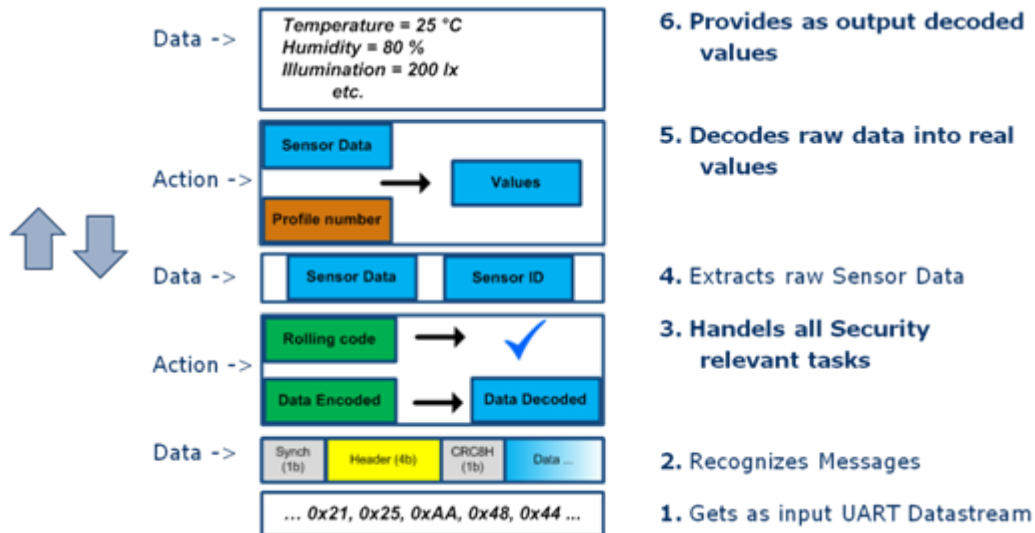 Data ->
Temperature = 25 °C
Humidity = 80 %
Illumination = 200 lx
etc.
6. Provides as output decoded
values
Action ->
Sensor Data
Profile number
Values
5. Decodes raw data into real
values
Data ->
Sensor Data
Sensor ID
4. Extracts raw Sensor Data
Action ->
Rolling code
Data Encoded
Data Decoded
3. Handels all Security
relevant tasks
Data ->
Synch
(1b)
Header (4b)
CRC8H
(1b)
Data ...
2. Recognizes Messages
... 0x21, 0x25, 0xAA, 0x48, 0x44 ...
1. Gets as input UART Datastream